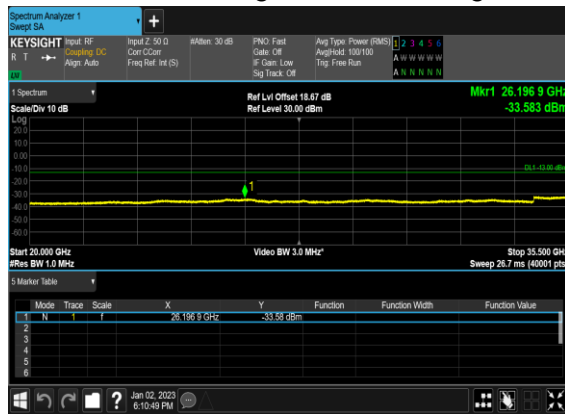 Spectrum Analyzer 1
Swept SA
+
KEYSIGHT
R T
LW
Input: RF
Coupling: DC
Align: Auto
Input Z: 50 Ω
Corr CCorr
Freq Ref: Int (S)
#Atten: 30 dB
PNO: Fast
Gate: Off
IF Gain: Low
Sig Track: Off
Avg Type: Power (RMS)
Avg|Hold: 100/100
Trig: Free Run
1 2 3 4 5 6
A W W W W W
A N N N N N
1 Spectrum
Scale/Div 10 dB
Ref Lvl Offset 18.67 dB
Ref Level 30.00 dBm
Mkr1 26.196 9 GHz
-33.583 dBm
Log
20.0
10.0
0.00
-10.0
-20.0
-30.0
-40.0
-50.0
-60.0
DL1 -13.00 dBm
1
Start 20.000 GHz
#Res BW 1.0 MHz
Video BW 3.0 MHz*
Stop 35.500 GHz
Sweep 26.7 ms (40001 pts
5 Marker Table
Mode Trace Scale X Y Function Function Width Function Value
1 N 1 f 26.196 9 GHz -33.58 dBm
2
3
4
5
6
?
Jan 02, 2023
6:10:49 PM